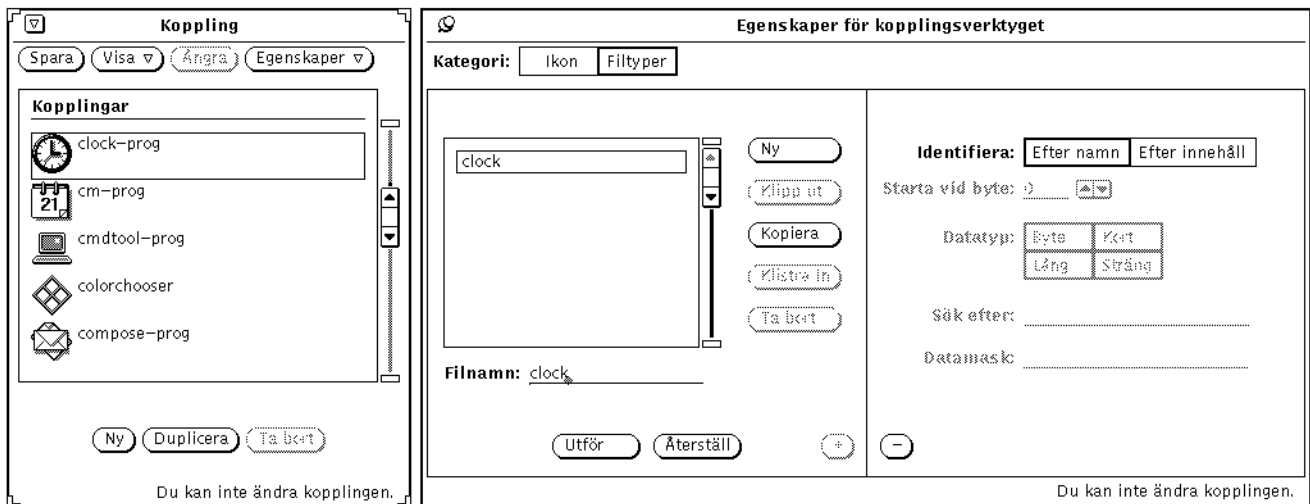 Koppling
Spara Visa Ångra Egenskaper
Kopplingar
clock-prog
cm-prog
21
cmdtool-prog
colorchooser
compose-prog
Ny Duplicera Ta bort
Du kan inte ändra kopplingen.
Egenskaper för kopplingsverktyget
Kategori: Ikon Filtyper
clock
Ny
Klipp ut
Kopiera
Klistra in
Ta bort
Filnamn: clock
Utför Återställ +
Identifiera: Efter namn Efter innehåll
Starta vid byte: 0
Datatyp: Byte Kort
Lång Sträng
Sök efter:
Datamask:
−
Du kan inte ändra kopplingen.